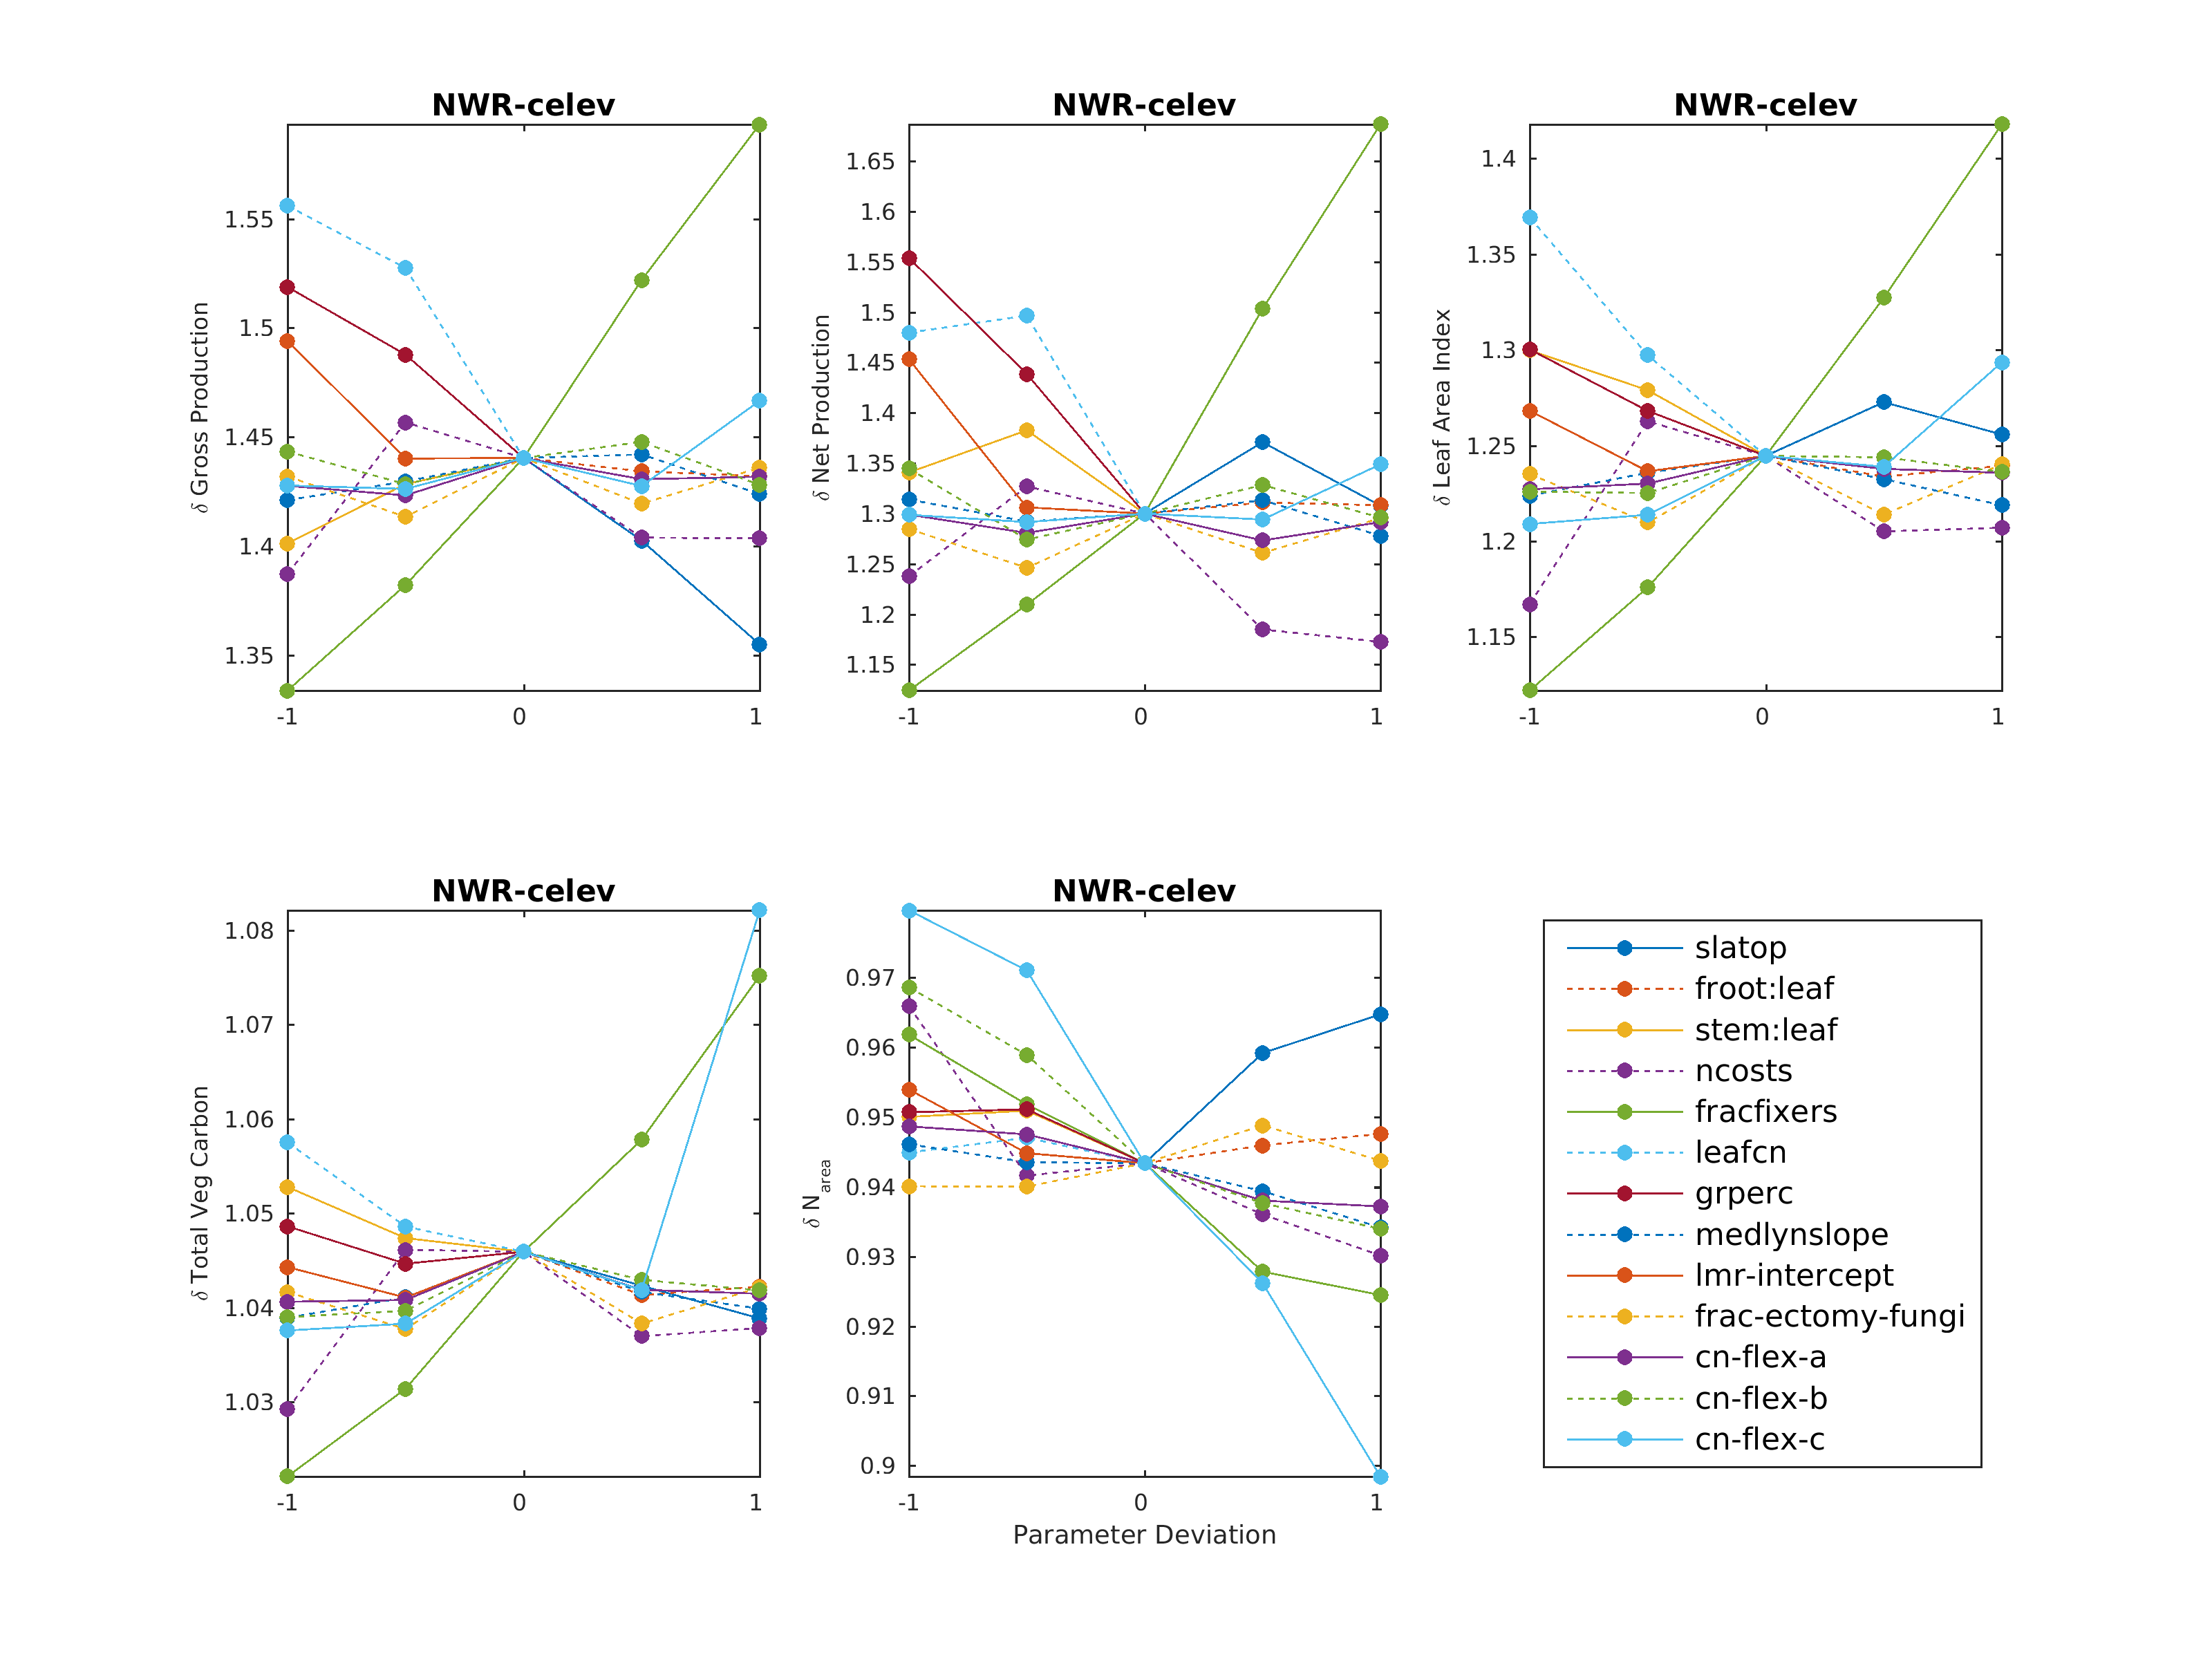 NWR-celev
NWR-celev
NWR-celev
δ Gross Production
1.55
1.5
1.45
1.4
1.35
-1
0
1
δ Net Production
1.65
1.6
1.55
1.5
1.45
1.4
1.35
1.3
1.25
1.2
1.15
-1
0
1
δ Leaf Area Index
1.4
1.35
1.3
1.25
1.2
1.15
-1
0
1
NWR-celev
NWR-celev
δ Total Veg Carbon
1.08
1.07
1.06
1.05
1.04
1.03
-1
0
1
δ N area
0.97
0.96
0.95
0.94
0.93
0.92
0.91
0.9
-1
0
1
Parameter Deviation
slatop
froot:leaf
stem:leaf
ncosts
fracfixers
leafcn
grperc
medlynslope
lmr-intercept
frac-ectomy-fungi
cn-flex-a
cn-flex-b
cn-flex-c